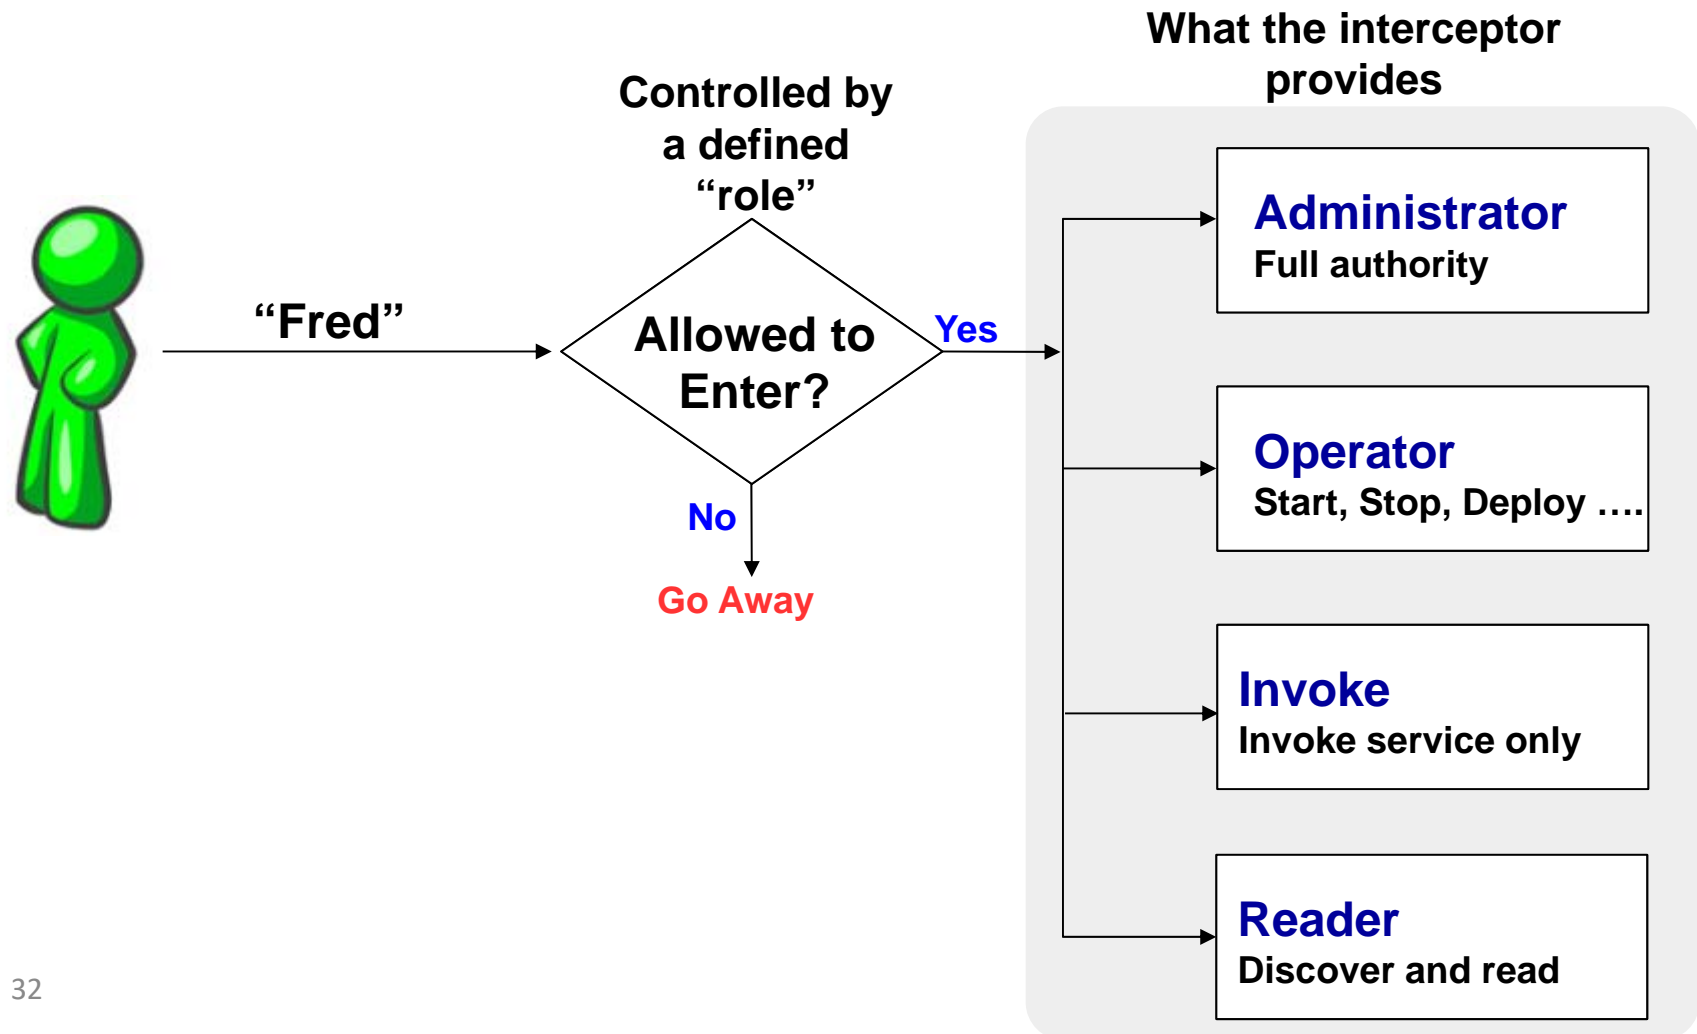 What the interceptor
provides
Controlled by
a defined
“role”
“Fred”
Allowed to
Enter?
Yes
No
Go Away
Administrator
Full authority
Operator
Start, Stop, Deploy ….
Invoke
Invoke service only
Reader
Discover and read
32